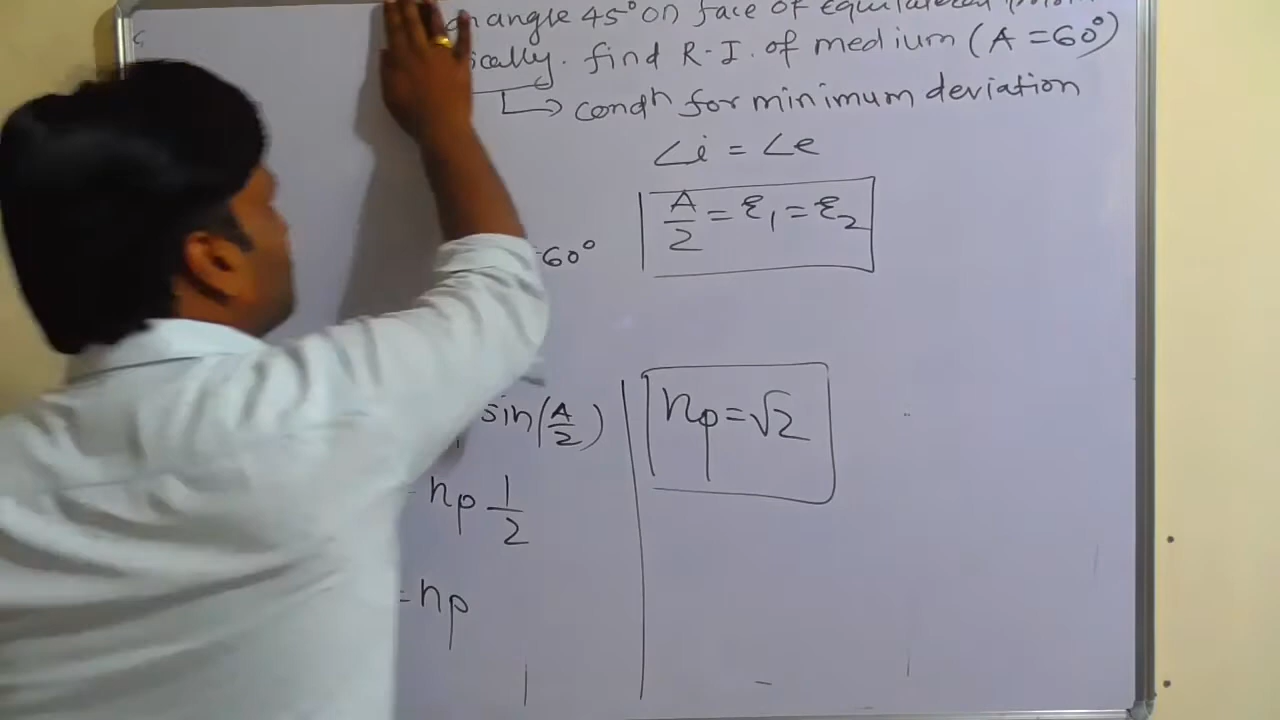 angle 45° on face of Equilateral
ically. find R.I. of medium (A = 60°)
→ condⁿ for minimum deviation
∠i = ∠e
A/2 = r₁ = r₂
60°
sin(A/2)
np = √2
= np 1/2
= np